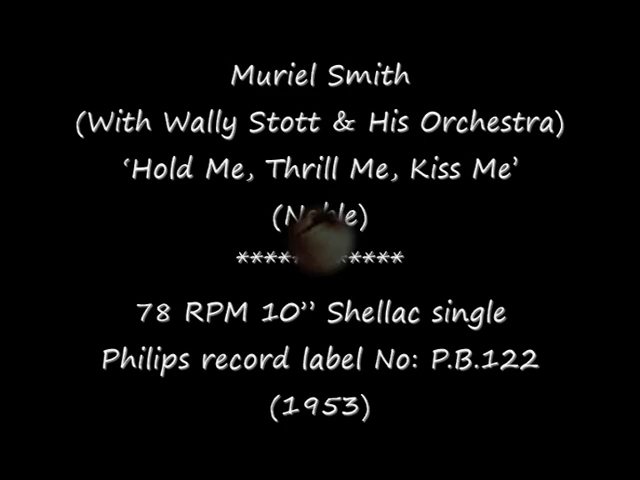 Muriel Smith
(With Wally Stott & His Orchestra)
‘Hold Me, Thrill Me, Kiss Me’
(Noble)
*************
78 RPM 10” Shellac single
Philips record label No: P.B.122
(1953)